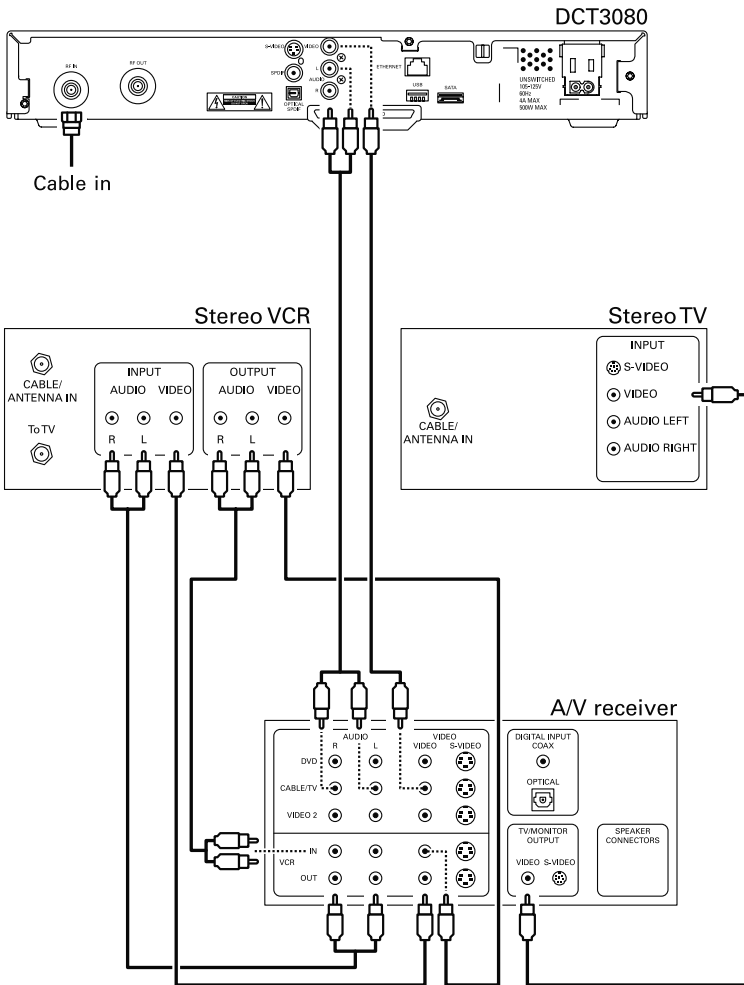 DCT3080
RF IN
RF OUT
S-VIDEO
VIDEO
SPDIF
L
AUDIO
R
OPTICAL
SPDIF
CAUTION
ETHERNET
USB
SATA
UNSWITCHED
105-125V
60Hz
4A MAX
500W MAX
Cable in
Stereo VCR
CABLE/
ANTENNA IN
To TV
INPUT
AUDIO VIDEO
R L
OUTPUT
AUDIO VIDEO
R L
Stereo TV
CABLE/
ANTENNA IN
INPUT
S-VIDEO
VIDEO
AUDIO LEFT
AUDIO RIGHT
A/V receiver
AUDIO
R L
VIDEO
VIDEO S-VIDEO
DVD
CABLE/TV
VIDEO 2
IN
VCR
OUT
DIGITAL INPUT
COAX
OPTICAL
TV/MONITOR
OUTPUT
VIDEO S-VIDEO
SPEAKER
CONNECTORS